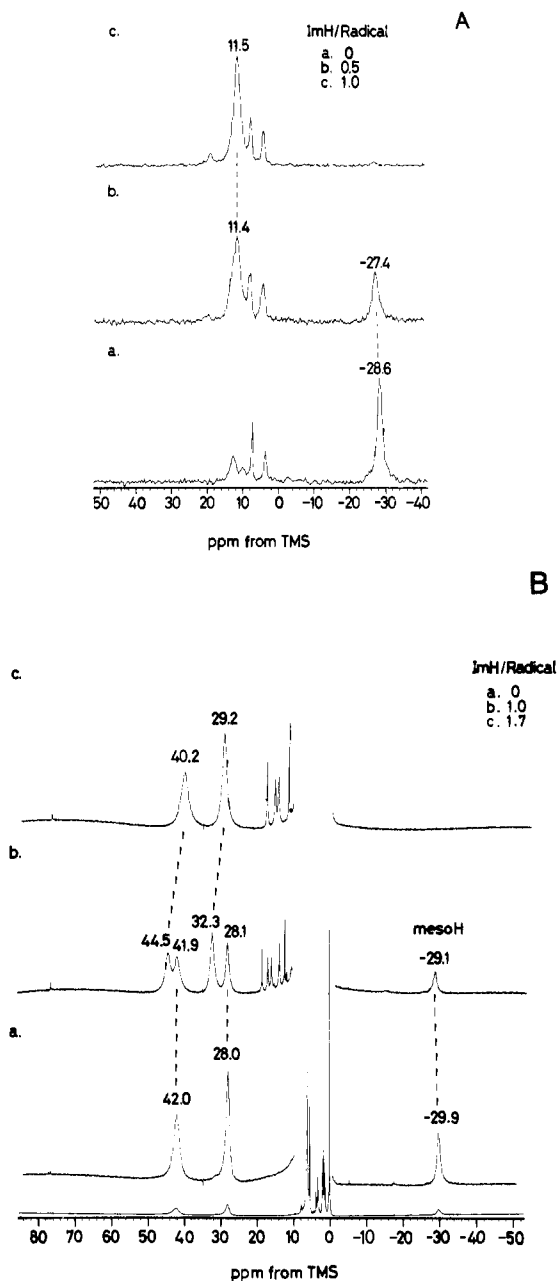 A
c.
ImH/Radical
a. 0
b. 0.5
c. 1.0
11.5
b.
11.4
-27.4
a.
-28.6
50 40 30 20 10 0 -10 -20 -30 -40
ppm from TMS
B
ImH/Radical
a. 0
b. 1.0
c. 1.7
c.
40.2
29.2
b.
44.5
41.9
32.3
28.1
mesoH
-29.1
a.
42.0
28.0
-29.9
80 70 60 50 40 30 20 10 0 -10 -20 -30 -40 -50
ppm from TMS